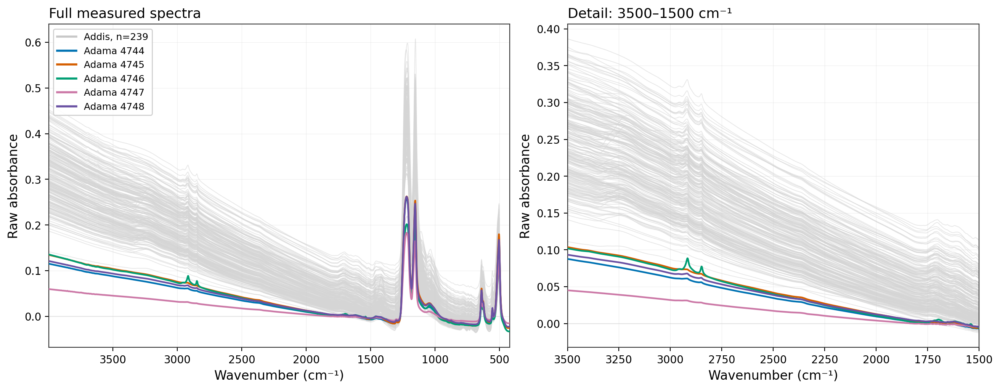 Full measured spectra
0.6
0.5
0.4
0.3
0.2
0.1
0.0
Raw absorbance
Addis, n=239
Adama 4744
Adama 4745
Adama 4746
Adama 4747
Adama 4748
3500 3000 2500 2000 1500 1000 500
Wavenumber (cm⁻¹)
Detail: 3500–1500 cm⁻¹
0.40
0.35
0.30
0.25
0.20
0.15
0.10
0.05
0.00
Raw absorbance
3500 3250 3000 2750 2500 2250 2000 1750 1500
Wavenumber (cm⁻¹)